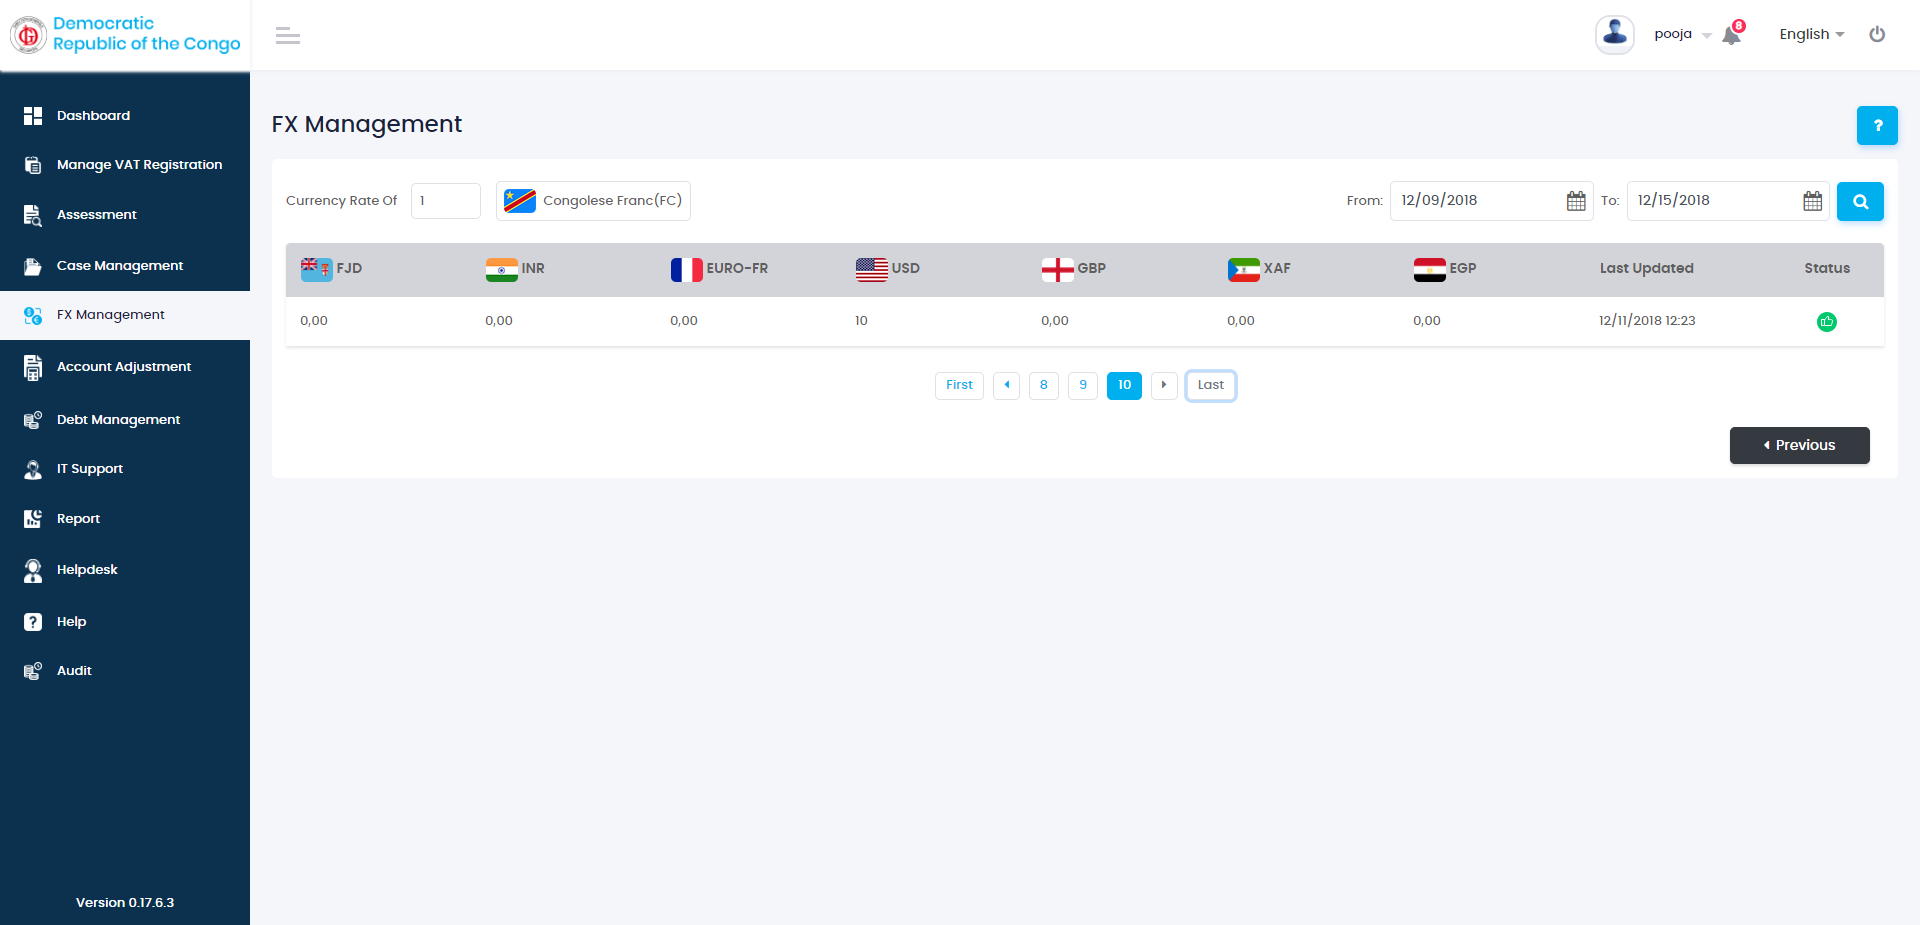 Democratic
Republic of the Congo
pooja
8
English
Dashboard
Manage VAT Registration
Assessment
Case Management
FX Management
Account Adjustment
Debt Management
IT Support
Report
Helpdesk
Help
Audit
Version 0.17.6.3
FX Management
?
Currency Rate Of 1 Congolese Franc(FC) From: 12/09/2018 To: 12/15/2018
FJD INR EURO-FR USD GBP XAF EGP Last Updated Status
0,00 0,00 0,00 10 0,00 0,00 0,00 12/11/2018 12:23
First 8 9 10 Last
Previous